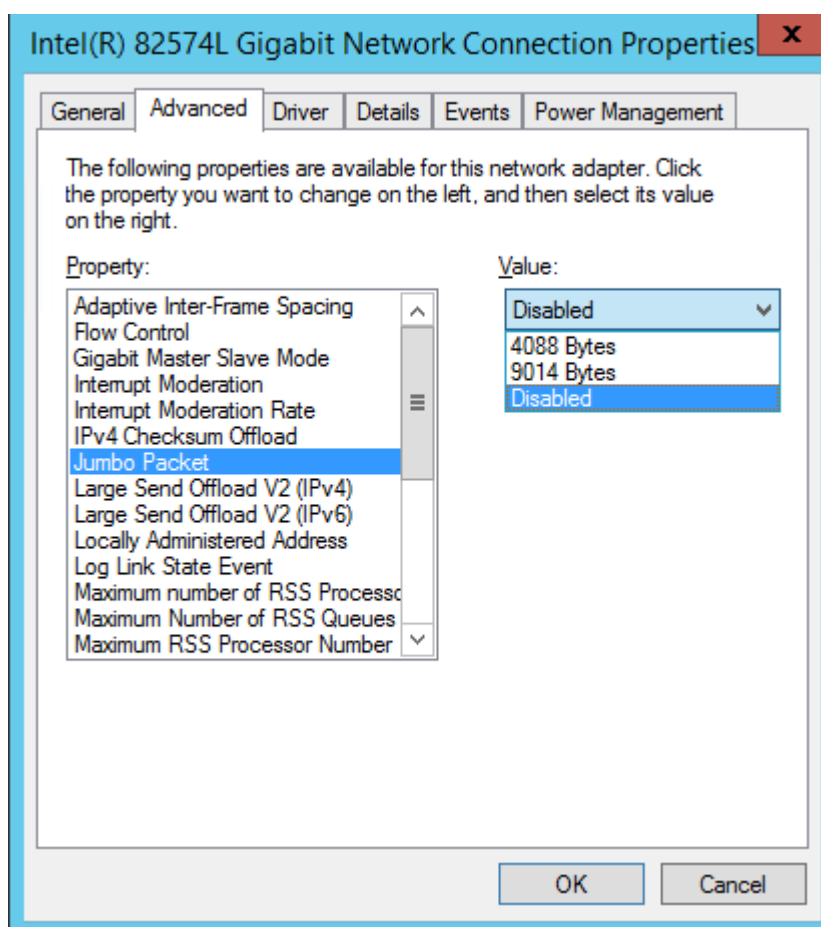 Intel(R) 82574L Gigabit Network Connection Properties
x
General Advanced Driver Details Events Power Management
The following properties are available for this network adapter. Click
the property you want to change on the left, and then select its value
on the right.
Property:
Adaptive Inter-Frame Spacing
Flow Control
Gigabit Master Slave Mode
Interrupt Moderation
Interrupt Moderation Rate
IPv4 Checksum Offload
Jumbo Packet
Large Send Offload V2 (IPv4)
Large Send Offload V2 (IPv6)
Locally Administered Address
Log Link State Event
Maximum number of RSS Processo
Maximum Number of RSS Queues
Maximum RSS Processor Number
Value:
Disabled
4088 Bytes
9014 Bytes
Disabled
OK Cancel